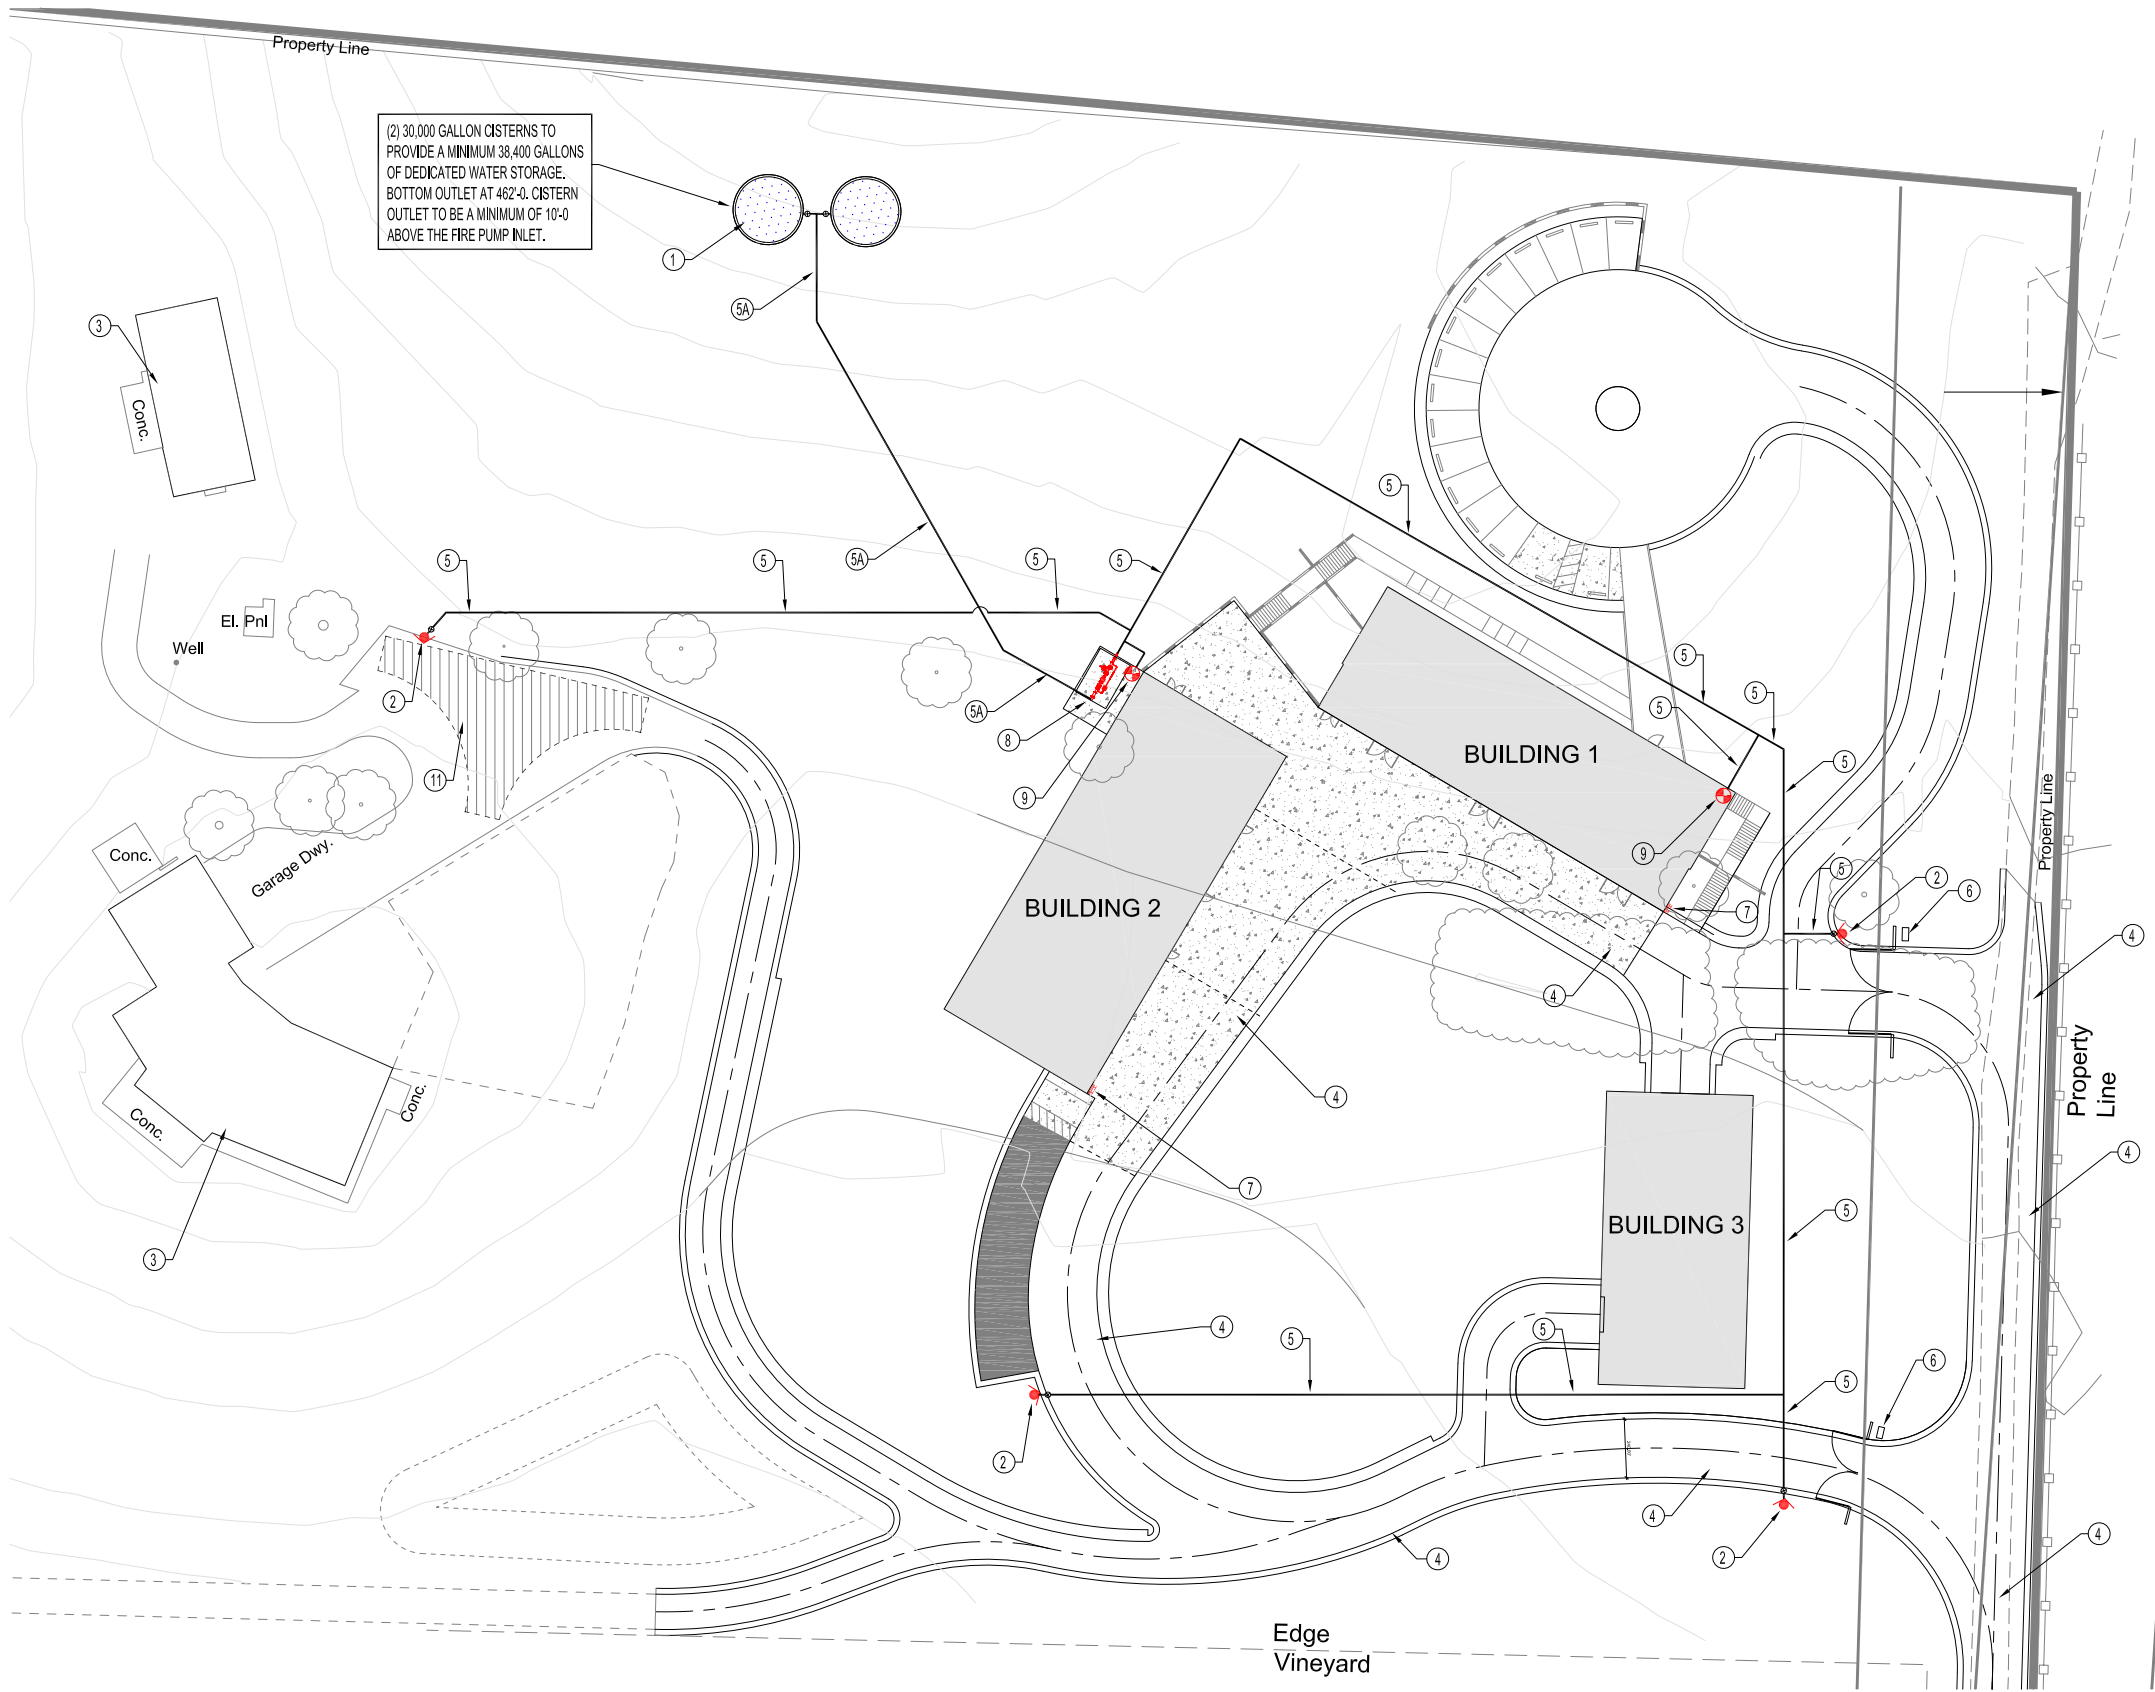 Property Line
(2) 30,000 GALLON CISTERNS TO
PROVIDE A MINIMUM 38,400 GALLONS
OF DEDICATED WATER STORAGE.
BOTTOM OUTLET AT 462'-0. CISTERN
OUTLET TO BE A MINIMUM OF 10'-0
ABOVE THE FIRE PUMP INLET.
1
5A
3
Conc.
5
5
5
5A
5
5
El. Pnl
Well
2
5A
8
9
11
5
5
5
5
BUILDING 1
Property Line
9
Conc.
Garage Dwy.
BUILDING 2
5
2
6
7
4
4
4
Property
Line
Conc.
Conc.
4
7
5
BUILDING 3
3
4
5
5
6
5
2
4
4
2
4
Edge
Vineyard